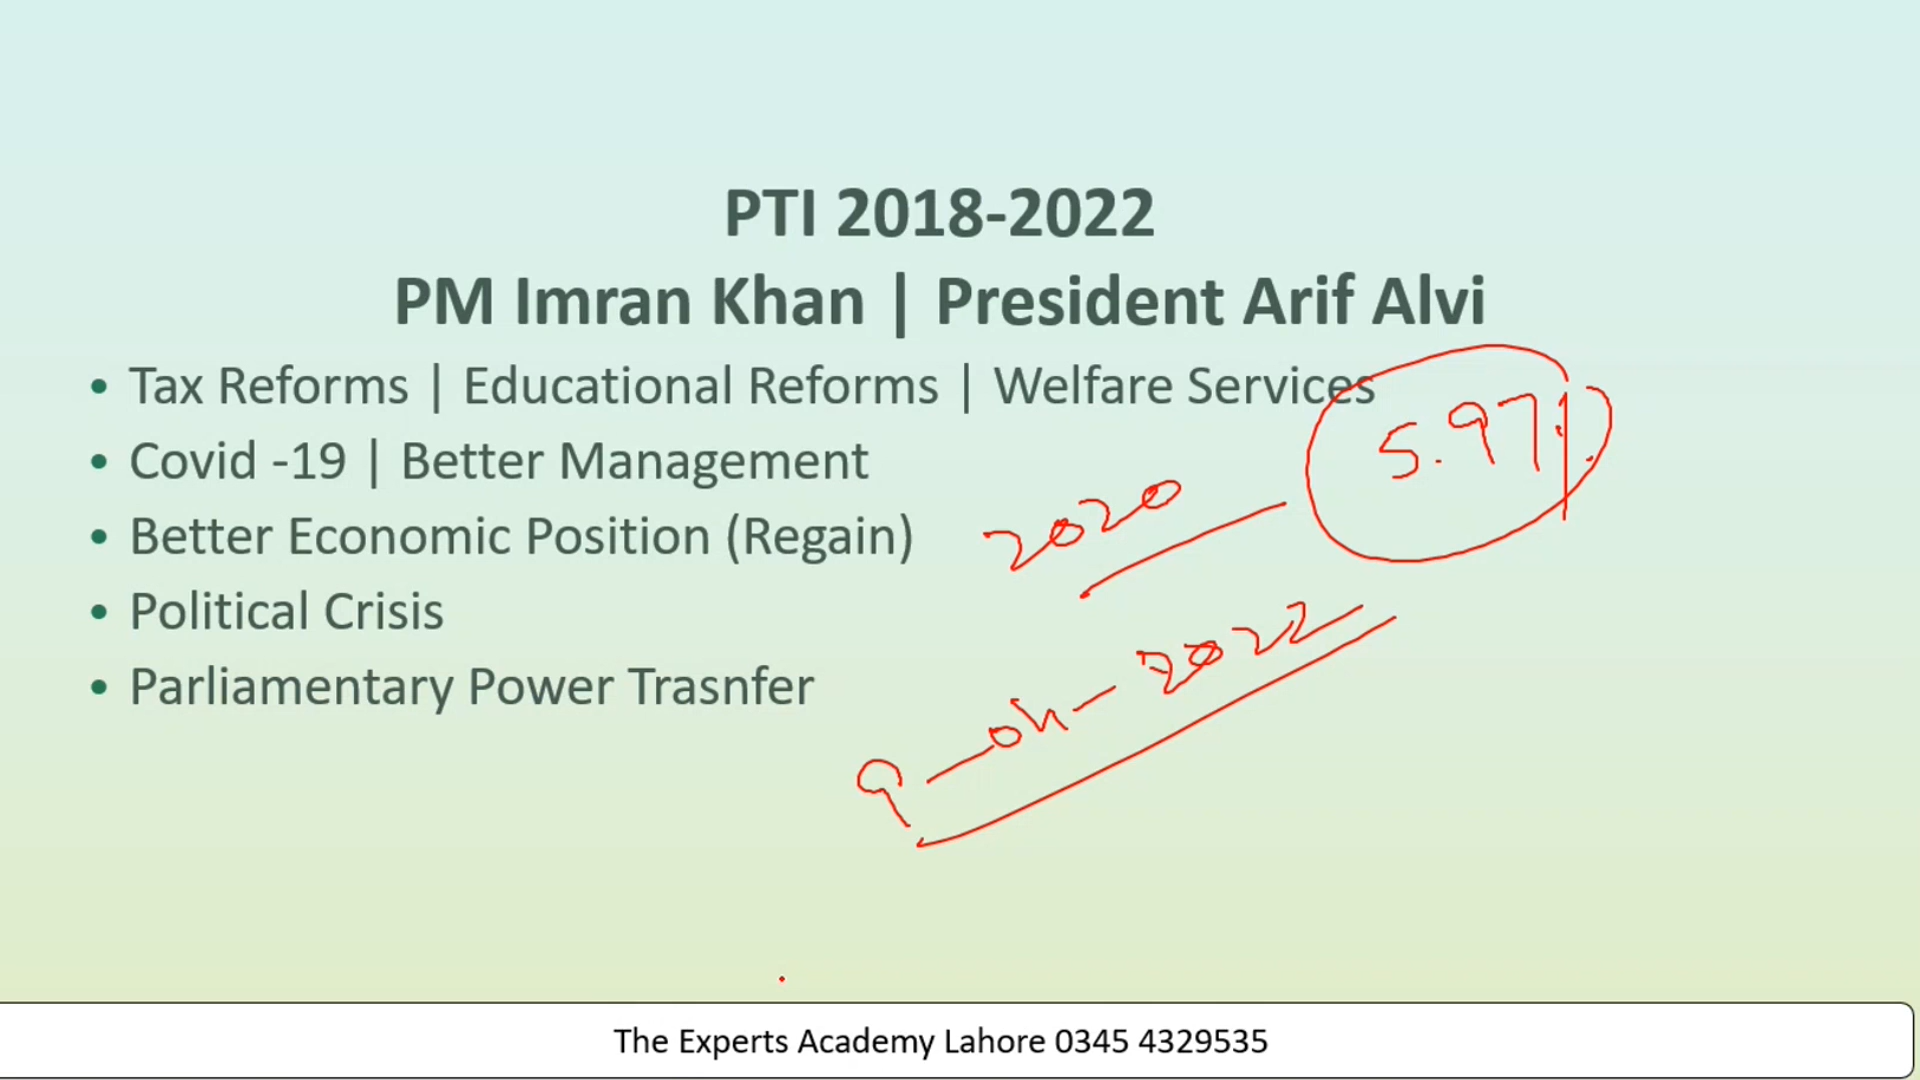 PTI 2018-2022
PM Imran Khan | President Arif Alvi
• Tax Reforms | Educational Reforms | Welfare Services
5.97%
• Covid -19 | Better Management
2020
• Better Economic Position (Regain)
• Political Crisis
• Parliamentary Power Trasnfer
9-04-2022
The Experts Academy Lahore 0345 4329535